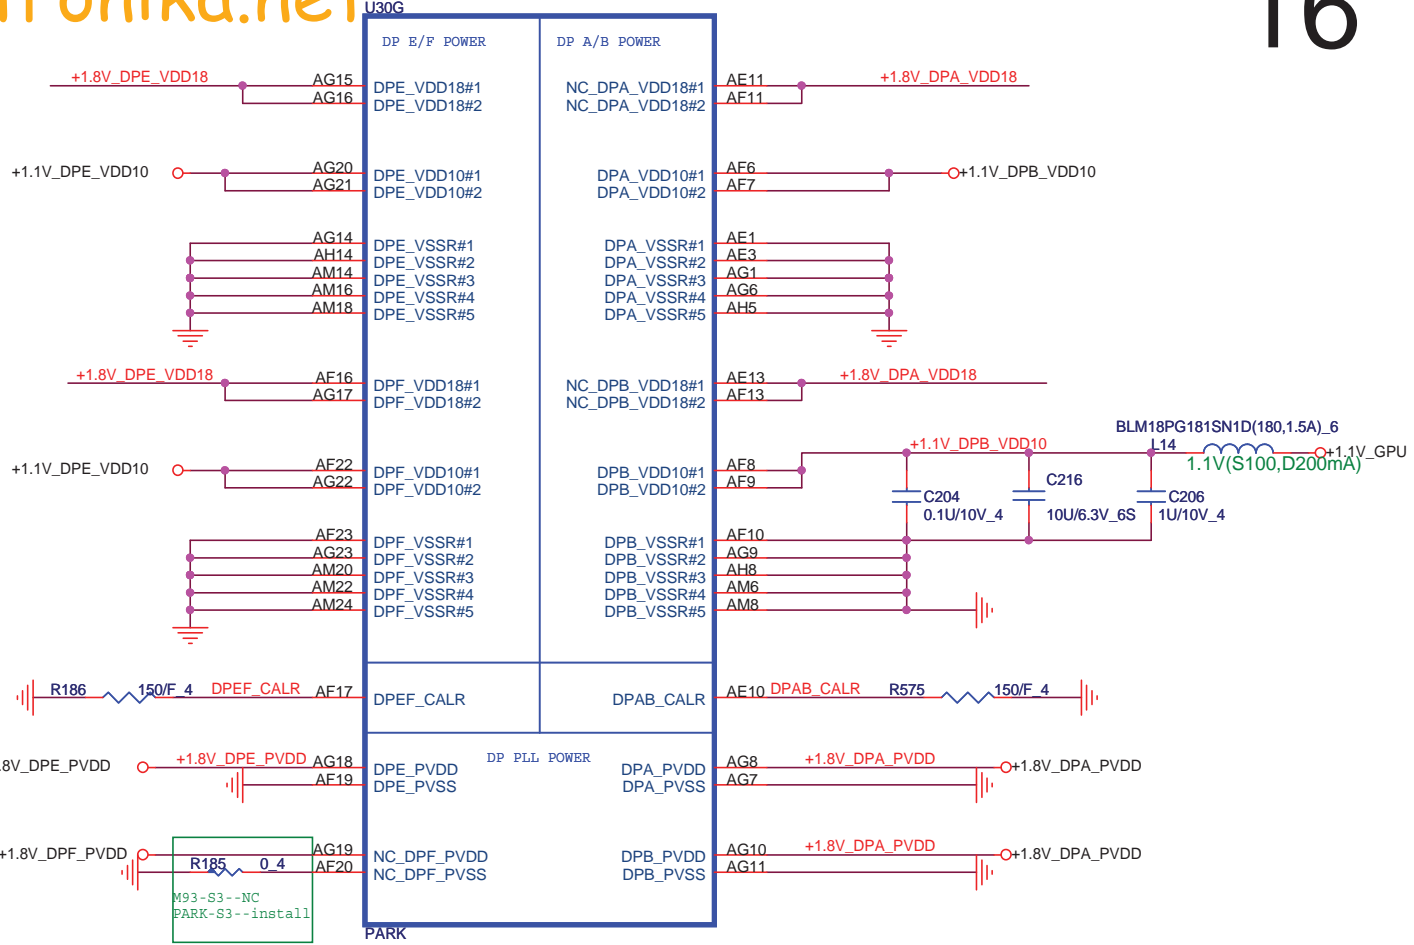 tronika.net
16
U30G
DP E/F POWER
DP A/B POWER
+1.8V_DPE_VDD18
AG15
DPE_VDD18#1
NC_DPA_VDD18#1
AE11
+1.8V_DPA_VDD18
AG16
DPE_VDD18#2
NC_DPA_VDD18#2
AF11
+1.1V_DPE_VDD10
AG20
DPE_VDD10#1
DPA_VDD10#1
AF6
+1.1V_DPB_VDD10
AG21
DPE_VDD10#2
DPA_VDD10#2
AF7
AG14
DPE_VSSR#1
DPA_VSSR#1
AE1
AH14
DPE_VSSR#2
DPA_VSSR#2
AE3
AM14
DPE_VSSR#3
DPA_VSSR#3
AG1
AM16
DPE_VSSR#4
DPA_VSSR#4
AG6
AM18
DPE_VSSR#5
DPA_VSSR#5
AH5
+1.8V_DPE_VDD18
AF16
DPF_VDD18#1
NC_DPB_VDD18#1
AE13
+1.8V_DPA_VDD18
AG17
DPF_VDD18#2
NC_DPB_VDD18#2
AF13
BLM18PG181SN1D(180,1.5A)_6
+1.1V_DPB_VDD10
L14
+1.1V_GPU
1.1V(S100,D200mA)
+1.1V_DPE_VDD10
AF22
DPF_VDD10#1
DPB_VDD10#1
AF8
AG22
DPF_VDD10#2
DPB_VDD10#2
AF9
C204
0.1U/10V_4
C216
10U/6.3V_6S
C206
1U/10V_4
AF23
DPF_VSSR#1
DPB_VSSR#1
AF10
AG23
DPF_VSSR#2
DPB_VSSR#2
AG9
AM20
DPF_VSSR#3
DPB_VSSR#3
AH8
AM22
DPF_VSSR#4
DPB_VSSR#4
AM6
AM24
DPF_VSSR#5
DPB_VSSR#5
AM8
R186
150/F_4
DPEF_CALR
AF17
DPEF_CALR
DPAB_CALR
AE10
DPAB_CALR
R575
150/F_4
DP PLL POWER
.8V_DPE_PVDD
+1.8V_DPE_PVDD
AG18
DPE_PVDD
DPA_PVDD
AG8
+1.8V_DPA_PVDD
+1.8V_DPA_PVDD
AF19
DPE_PVSS
DPA_PVSS
AG7
+1.8V_DPF_PVDD
AG19
NC_DPF_PVDD
DPB_PVDD
AG10
+1.8V_DPA_PVDD
+1.8V_DPA_PVDD
R185
0_4
AF20
NC_DPF_PVSS
DPB_PVSS
AG11
M93-S3--NC
PARK-S3--install
PARK